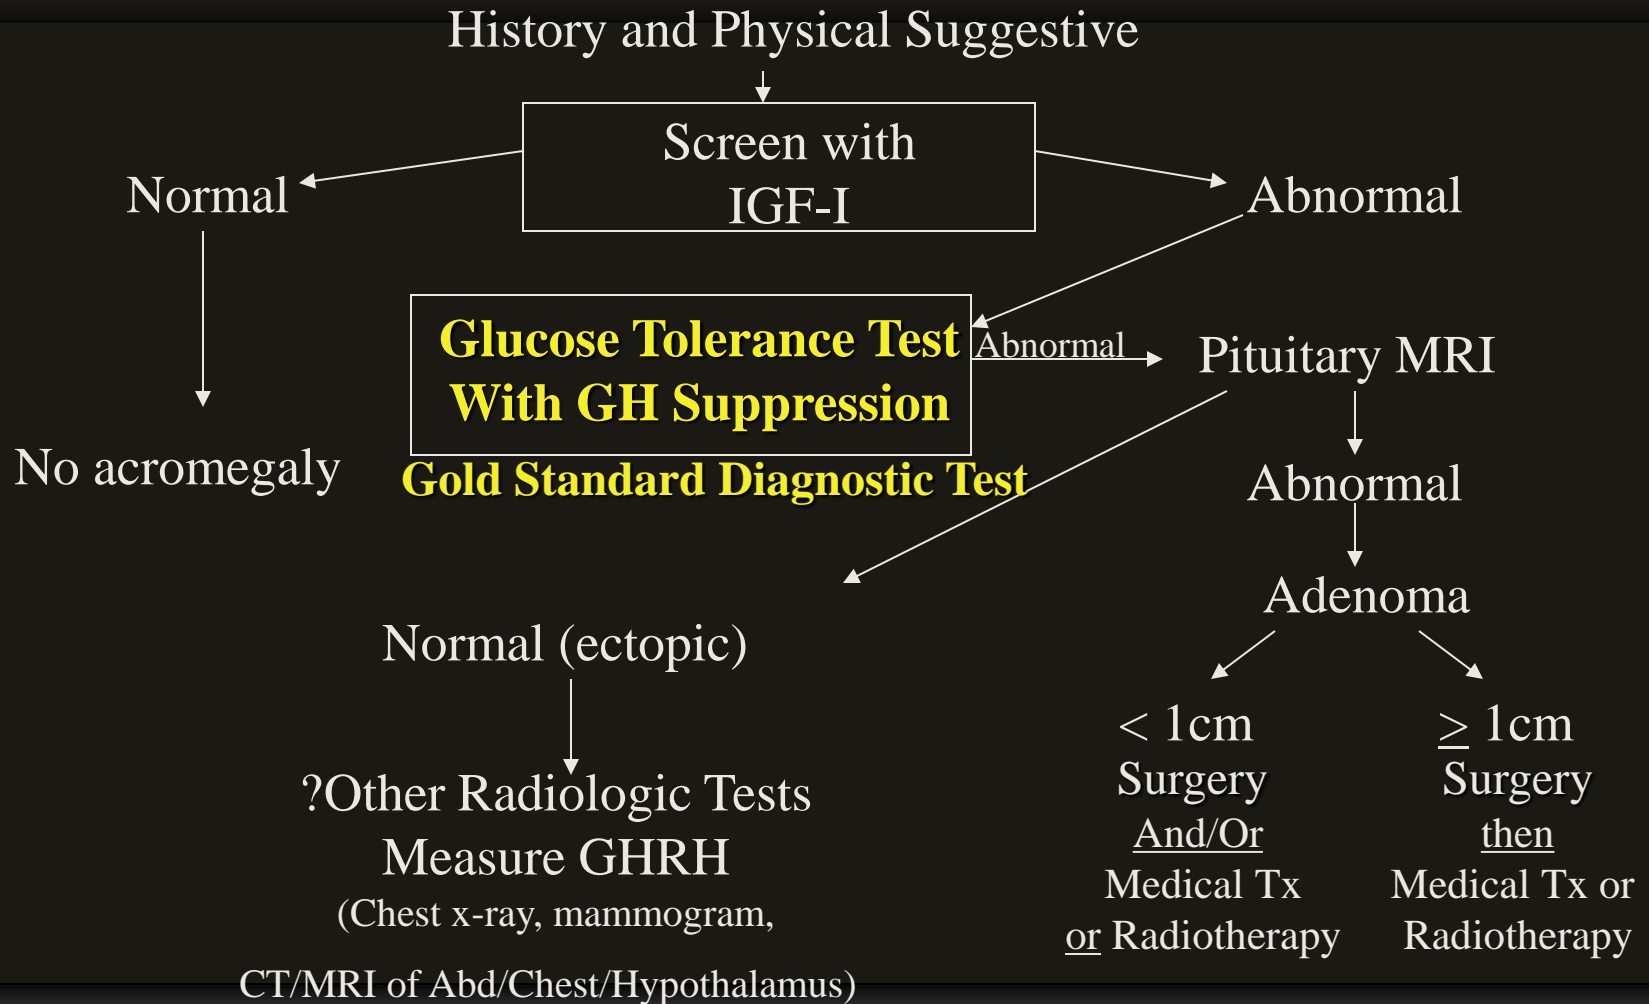 History and Physical Suggestive
Screen with
IGF-I
Normal
Abnormal
Glucose Tolerance Test
With GH Suppression
Abnormal
Pituitary MRI
No acromegaly
Gold Standard Diagnostic Test
Abnormal
Adenoma
Normal (ectopic)
?Other Radiologic Tests
Measure GHRH
(Chest x-ray, mammogram,
CT/MRI of Abd/Chest/Hypothalamus)
< 1cm
Surgery
And/Or
Medical Tx
or Radiotherapy
≥ 1cm
Surgery
then
Medical Tx or
Radiotherapy